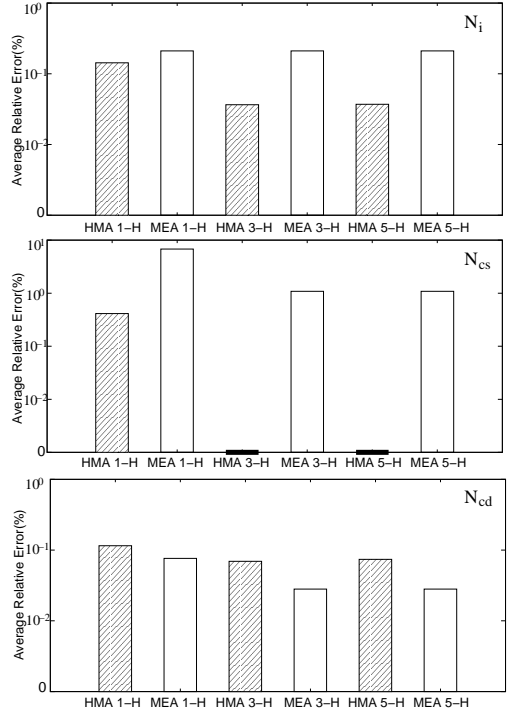 10^0
N_i
10^-1
10^-2
0
Average Relative Error(%)
HMA 1-H MEA 1-H HMA 3-H MEA 3-H HMA 5-H MEA 5-H
10^1
N_cs
10^0
10^-1
10^-2
0
Average Relative Error(%)
HMA 1-H MEA 1-H HMA 3-H MEA 3-H HMA 5-H MEA 5-H
10^0
N_cd
10^-1
10^-2
0
Average Relative Error(%)
HMA 1-H MEA 1-H HMA 3-H MEA 3-H HMA 5-H MEA 5-H